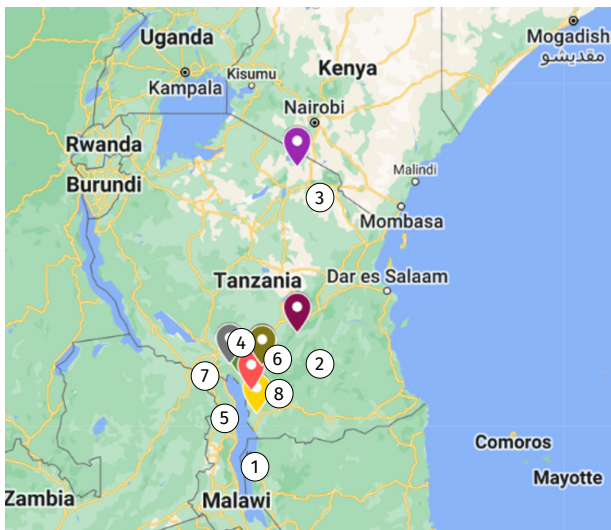 Mogadish
مقديشو
Uganda
Kenya
Kisumu
Kampala
Nairobi
Rwanda
Burundi
Malindi
3
Mombasa
Tanzania
Dar es Salaam
4
6
2
7
8
5
Comoros
1
Mayotte
Zambia
Malawi